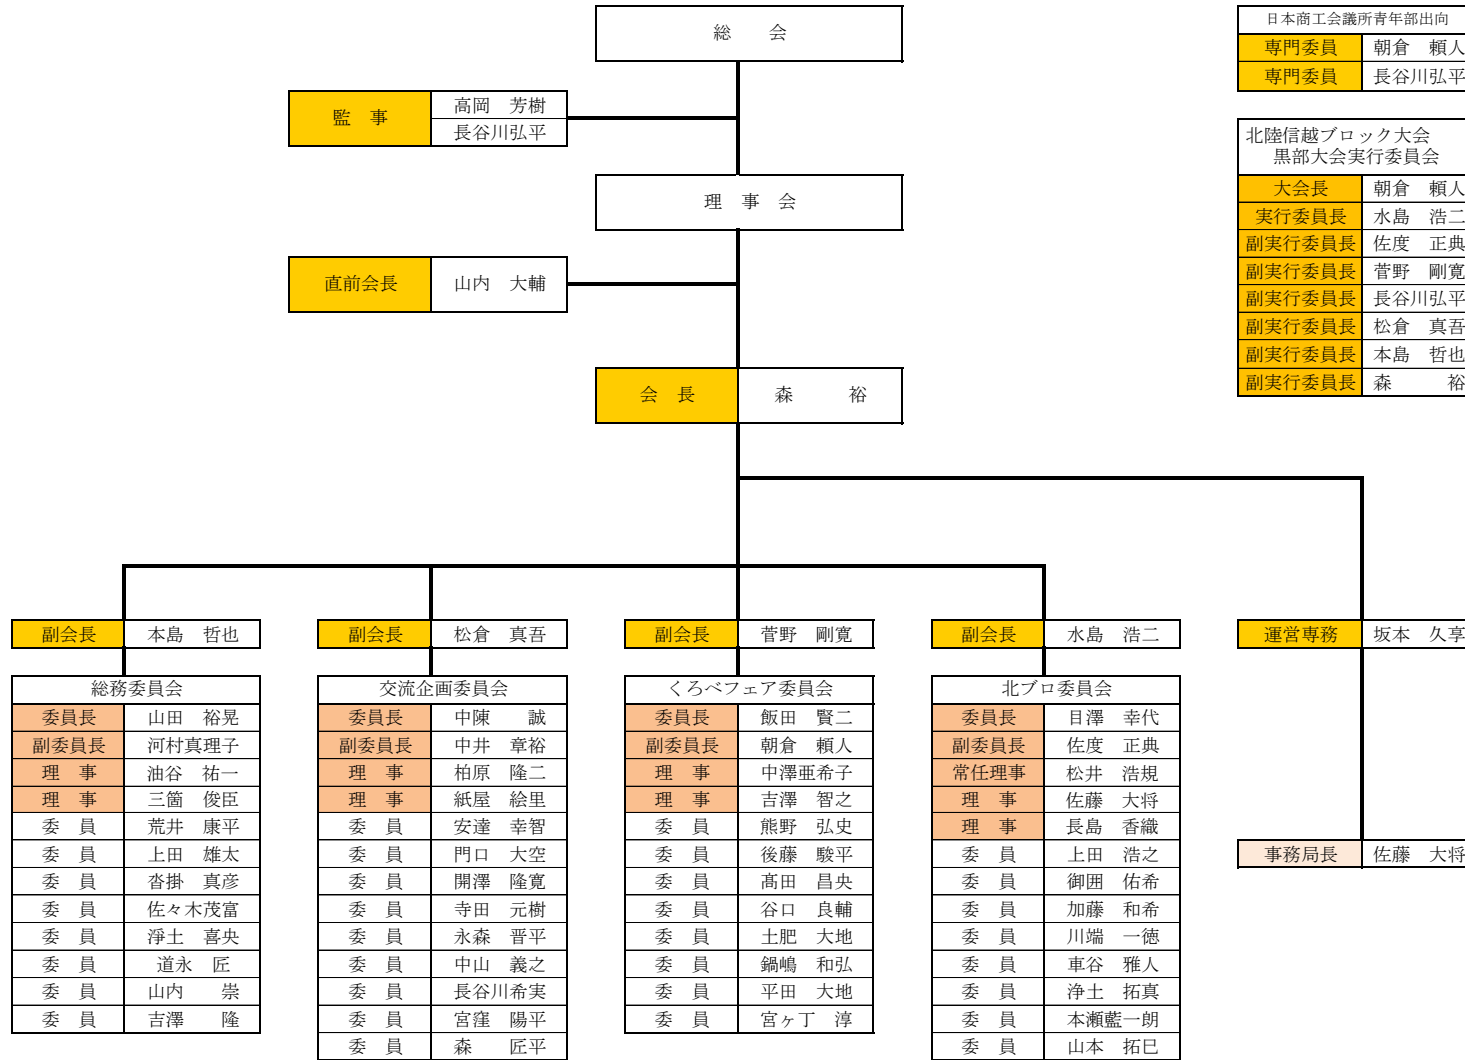 総　会
監　事　高岡　芳樹
長谷川弘平
理　事　会
直前会長　山内　大輔
会　長　森　　裕
日本商工会議所青年部出向
専門委員　朝倉　頼人
専門委員　長谷川弘平
北陸信越ブロック大会
黒部大会実行委員会
大会長　朝倉　頼人
実行委員長　水島　浩二
副実行委員長　佐度　正典
副実行委員長　菅野　剛寛
副実行委員長　長谷川弘平
副実行委員長　松倉　真吾
副実行委員長　本島　哲也
副実行委員長　森　　裕
副会長　本島　哲也
総務委員会
委員長　山田　裕晃
副委員長　河村真理子
理　事　油谷　祐一
理　事　三箇　俊臣
委　員　荒井　康平
委　員　上田　雄太
委　員　沓掛　真彦
委　員　佐々木茂富
委　員　淨土　喜央
委　員　道永　匠
委　員　山内　　崇
委　員　吉澤　　隆
副会長　松倉　真吾
交流企画委員会
委員長　中陳　　誠
副委員長　中井　章裕
理　事　柏原　隆二
理　事　紙屋　絵里
委　員　安達　幸智
委　員　門口　大空
委　員　開澤　隆寛
委　員　寺田　元樹
委　員　永森　晋平
委　員　中山　義之
委　員　長谷川希実
委　員　宮窪　陽平
委　員　森　　匠平
副会長　菅野　剛寛
くろべフェア委員会
委員長　飯田　賢二
副委員長　朝倉　頼人
理　事　中澤亜希子
理　事　吉澤　智之
委　員　熊野　弘史
委　員　後藤　駿平
委　員　髙田　昌央
委　員　谷口　良輔
委　員　土肥　大地
委　員　鍋嶋　和弘
委　員　平田　大地
委　員　宮ヶ丁　淳
副会長　水島　浩二
北ブロ委員会
委員長　目澤　幸代
副委員長　佐度　正典
常任理事　松井　浩規
理　事　佐藤　大将
理　事　長島　香織
委　員　上田　浩之
委　員　御囲　佑希
委　員　加藤　和希
委　員　川端　一徳
委　員　車谷　雅人
委　員　浄土　拓真
委　員　本瀬藍一朗
委　員　山本　拓巳
運営専務　坂本　久享
事務局長　佐藤　大将